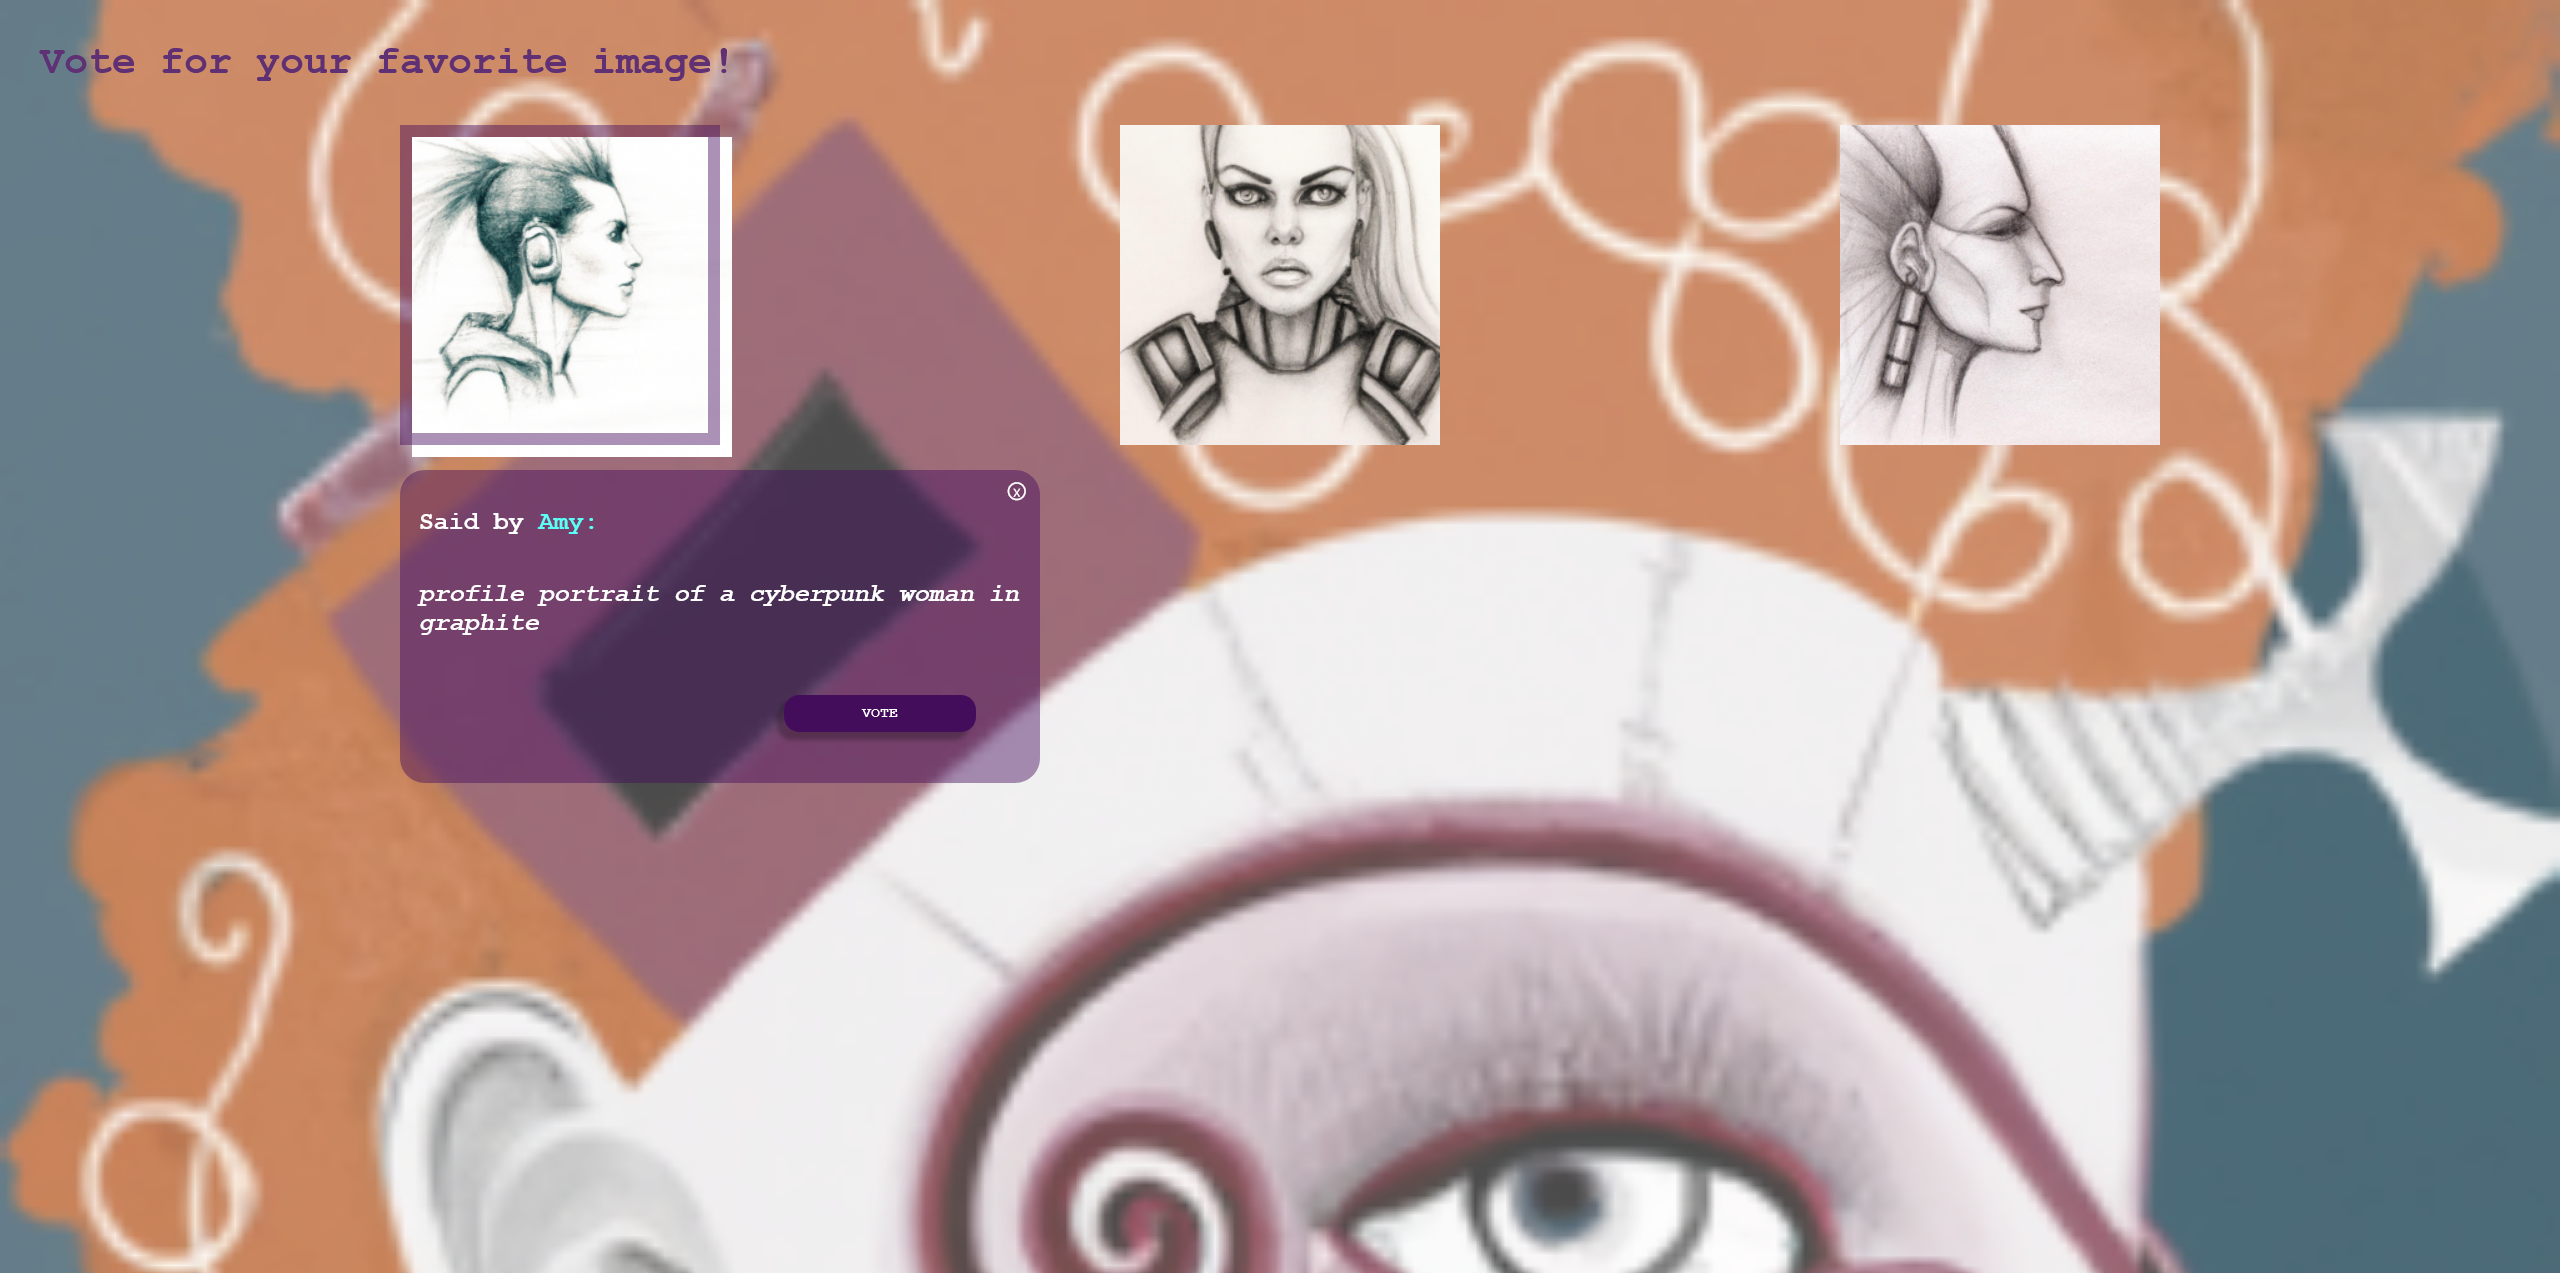 Vote for your favorite image!
x
Said by Amy:
profile portrait of a cyberpunk woman in
graphite
VOTE